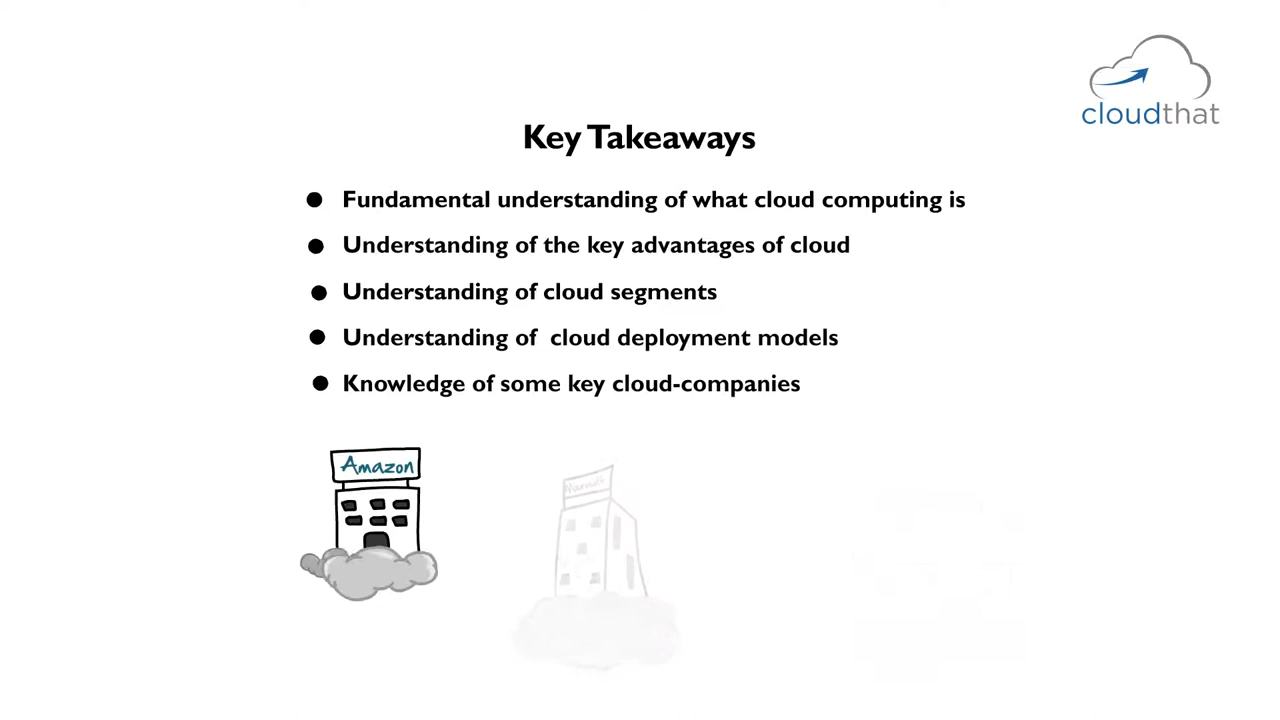 cloudthat
Key Takeaways
● Fundamental understanding of what cloud computing is
● Understanding of the key advantages of cloud
● Understanding of cloud segments
● Understanding of cloud deployment models
● Knowledge of some key cloud-companies
Amazon